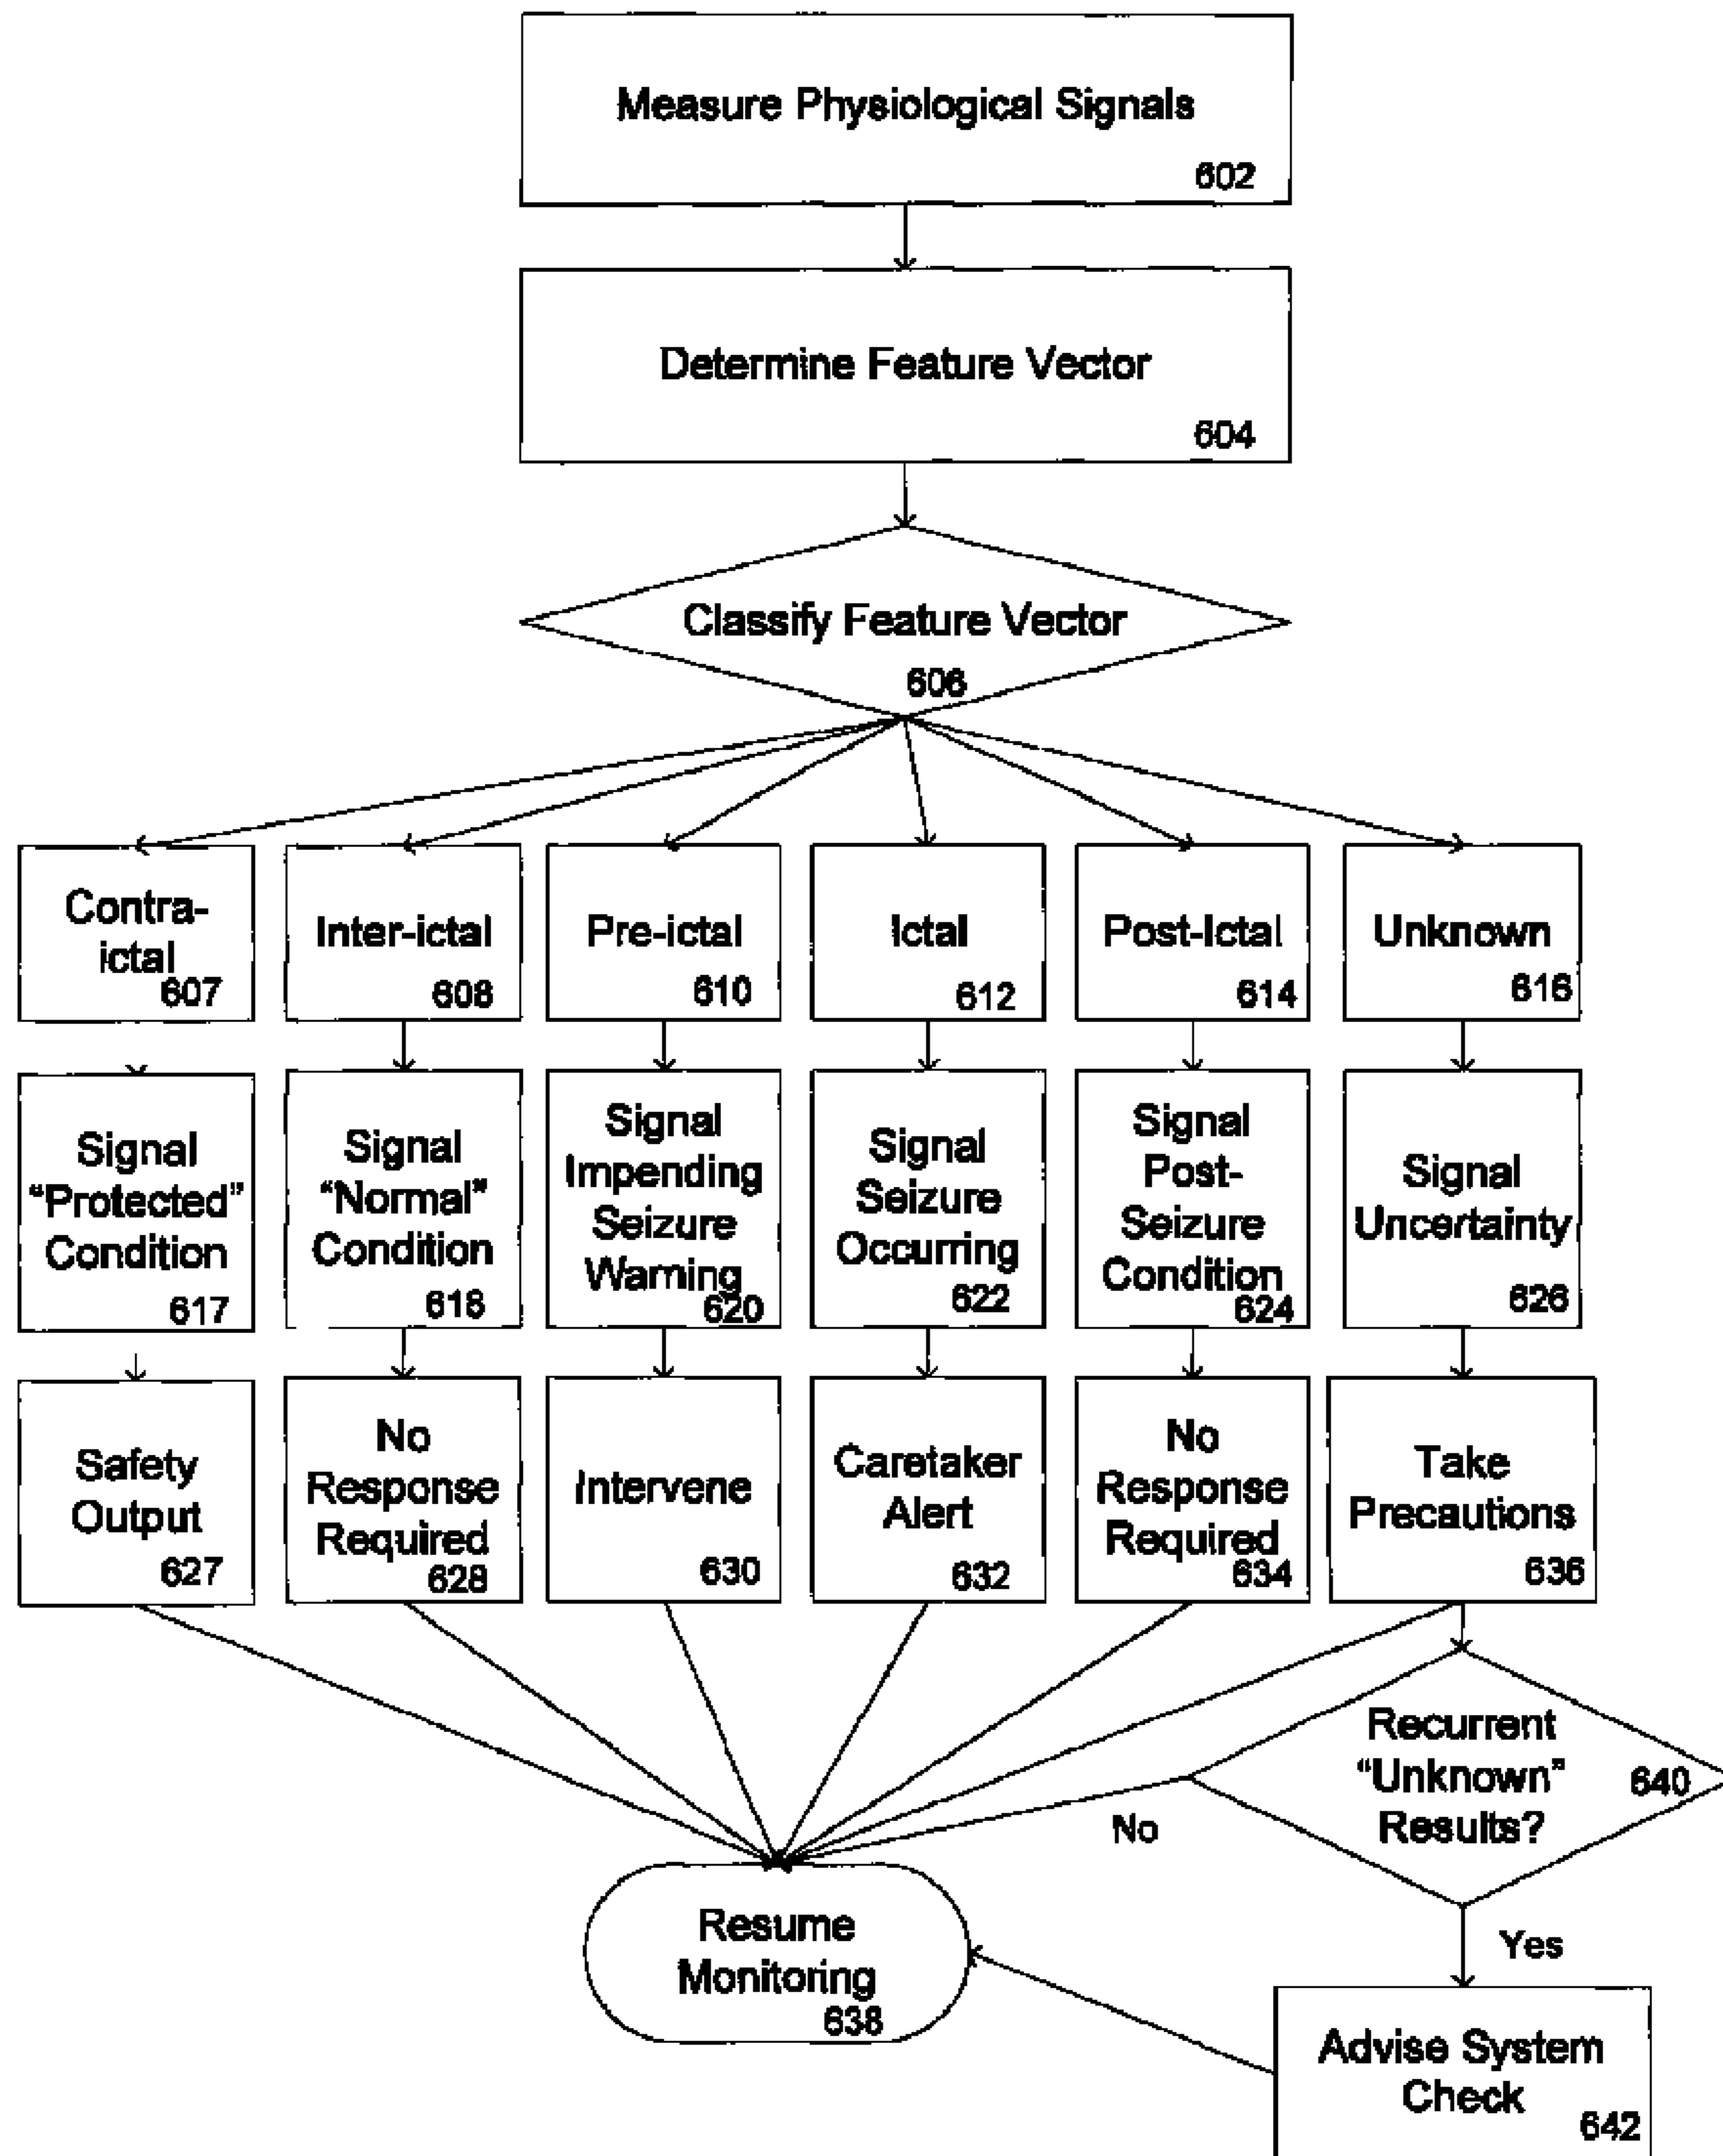 Measure Physiological Signals
602
Determine Feature Vector
604
Classify Feature Vector
606
Contra-
ictal
607
Inter-ictal
608
Pre-ictal
610
Ictal
612
Post-Ictal
614
Unknown
616
Signal
“Protected”
Condition
617
Signal
“Normal”
Condition
618
Signal
Impending
Seizure
Warning
620
Signal
Seizure
Occurring
622
Signal
Post-
Seizure
Condition
624
Signal
Uncertainty
626
Safety
Output
627
No
Response
Required
628
Intervene
630
Caretaker
Alert
632
No
Response
Required
634
Take
Precautions
636
Recurrent
“Unknown”
Results?
640
No
Yes
Resume
Monitoring
638
Advise System
Check
642